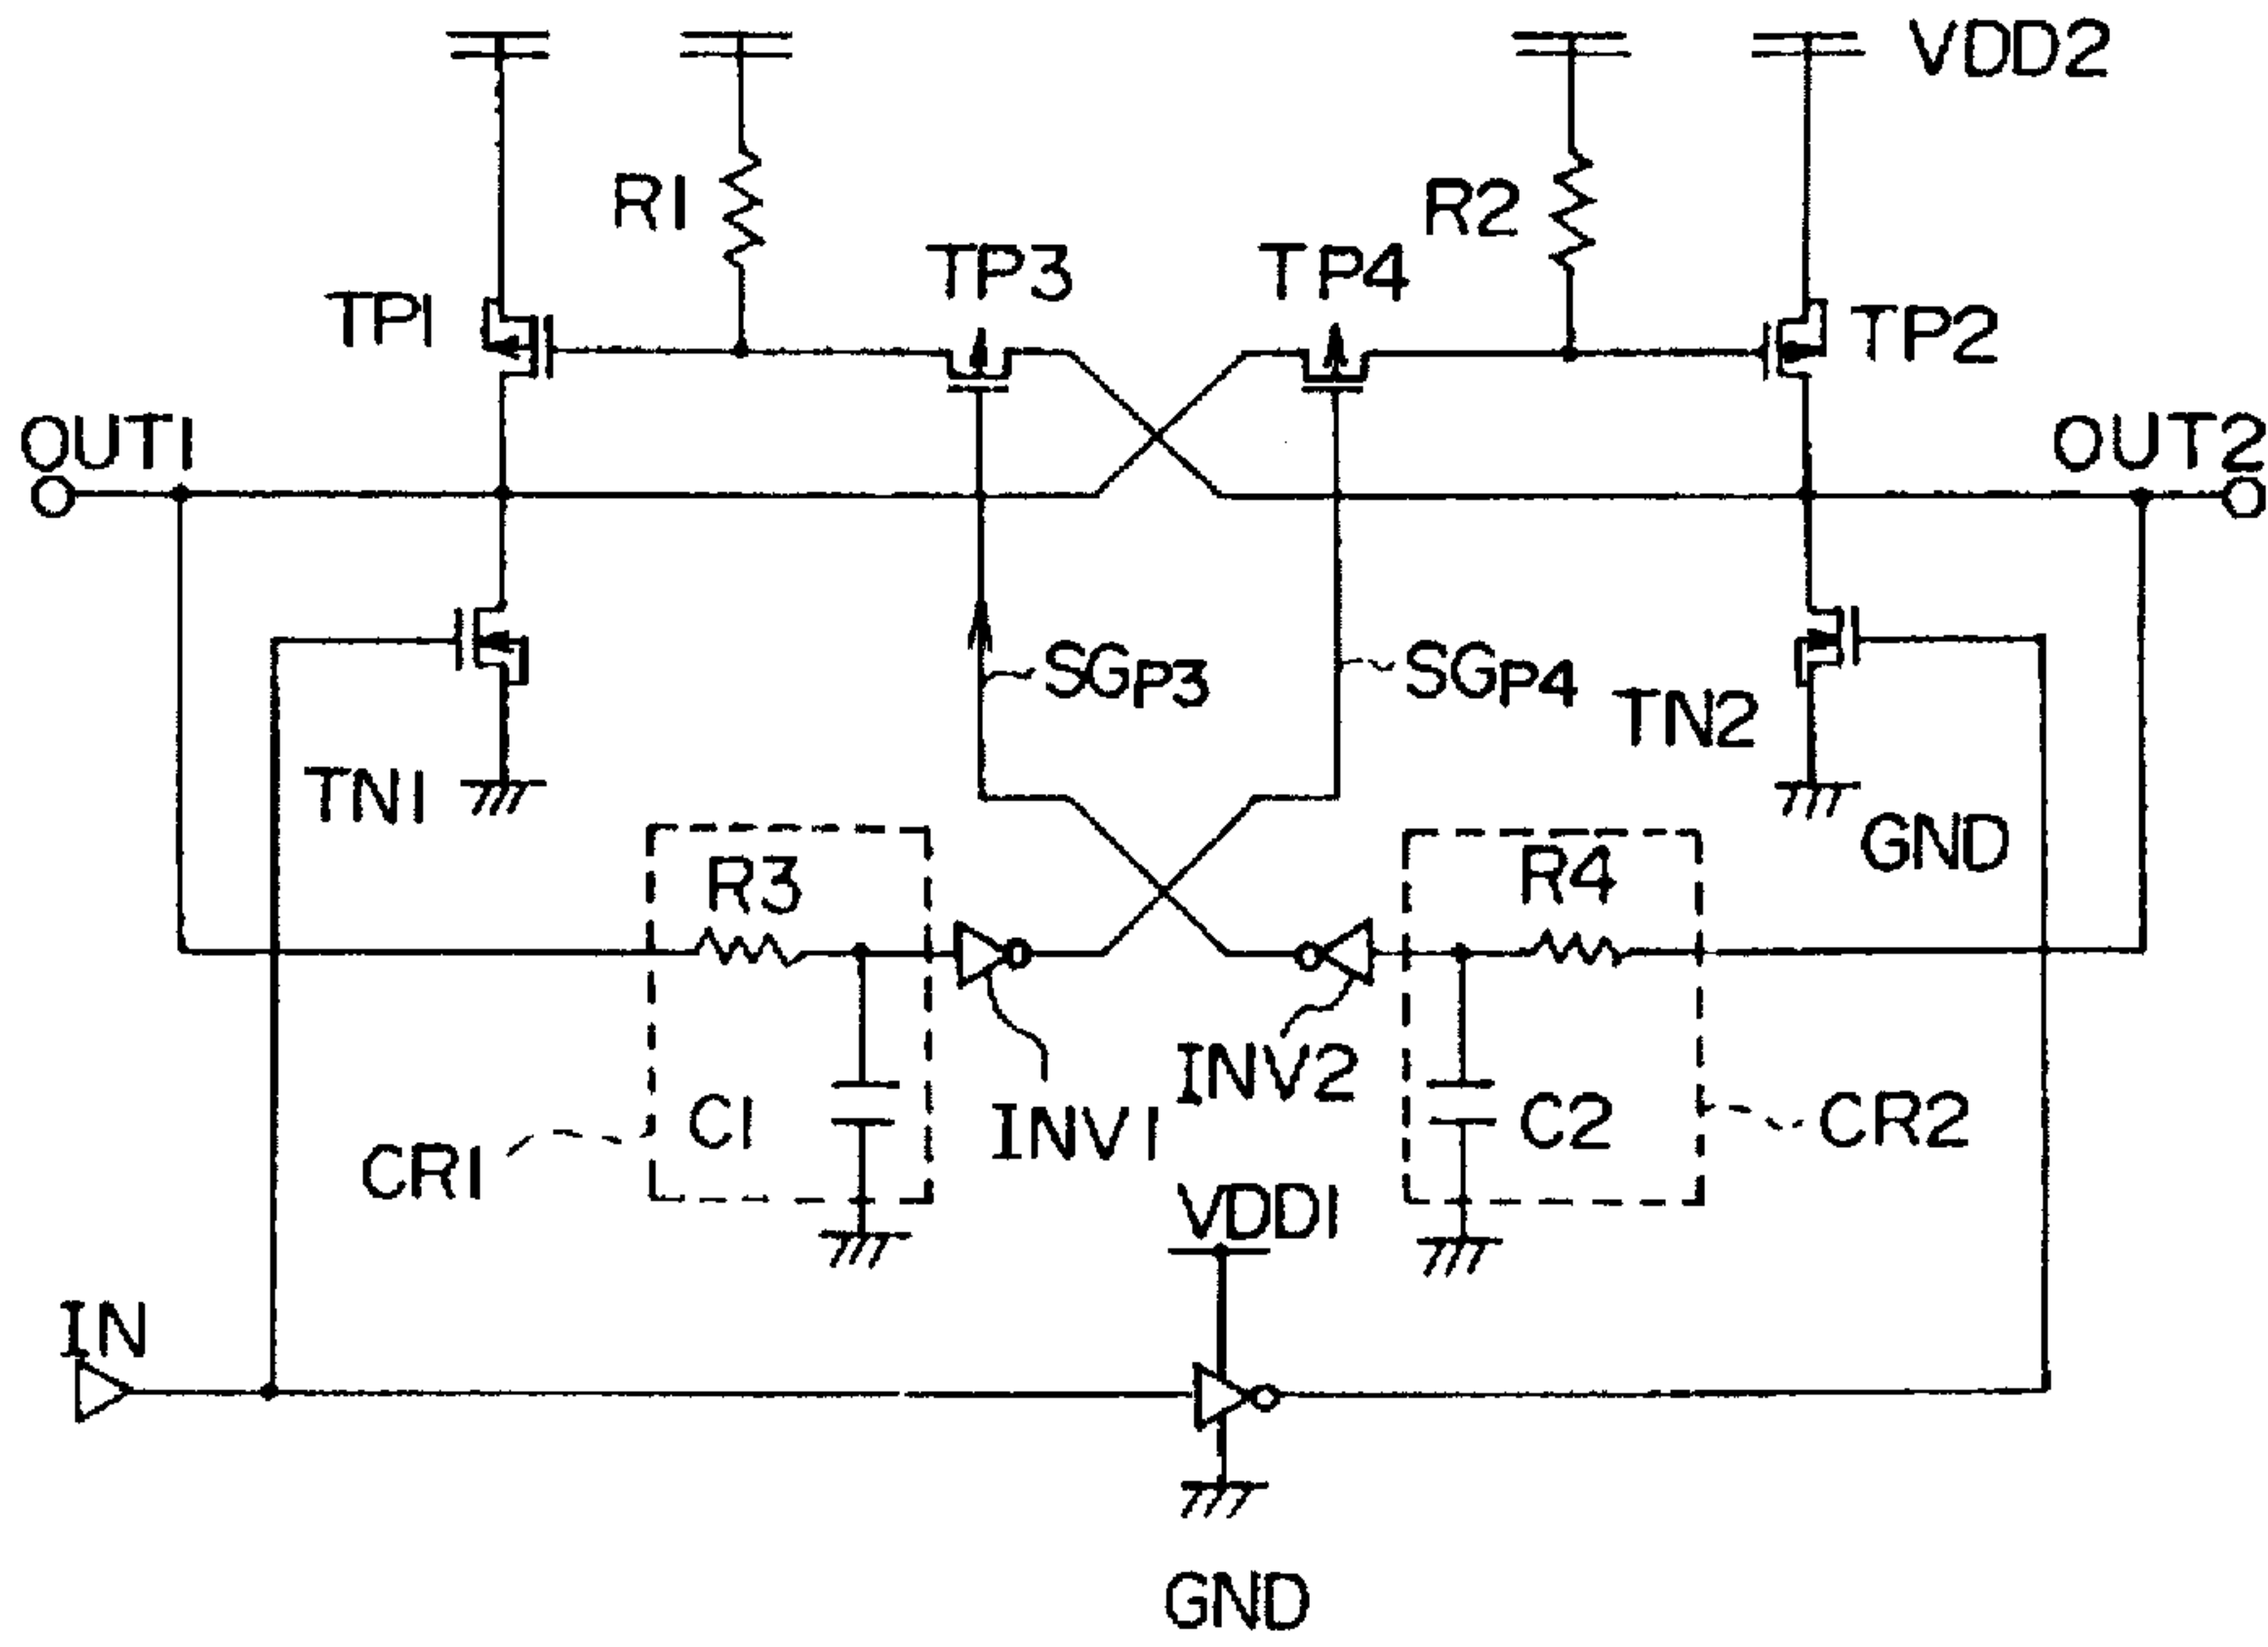 VDD2
R1
R2
TP3
TP4
TP1
TP2
OUT1
OUT2
SGP3
SGP4
TN2
TN1
GND
R3
R4
INV2
C1
INV1
C2
CR2
CR1
VDD1
IN
GND